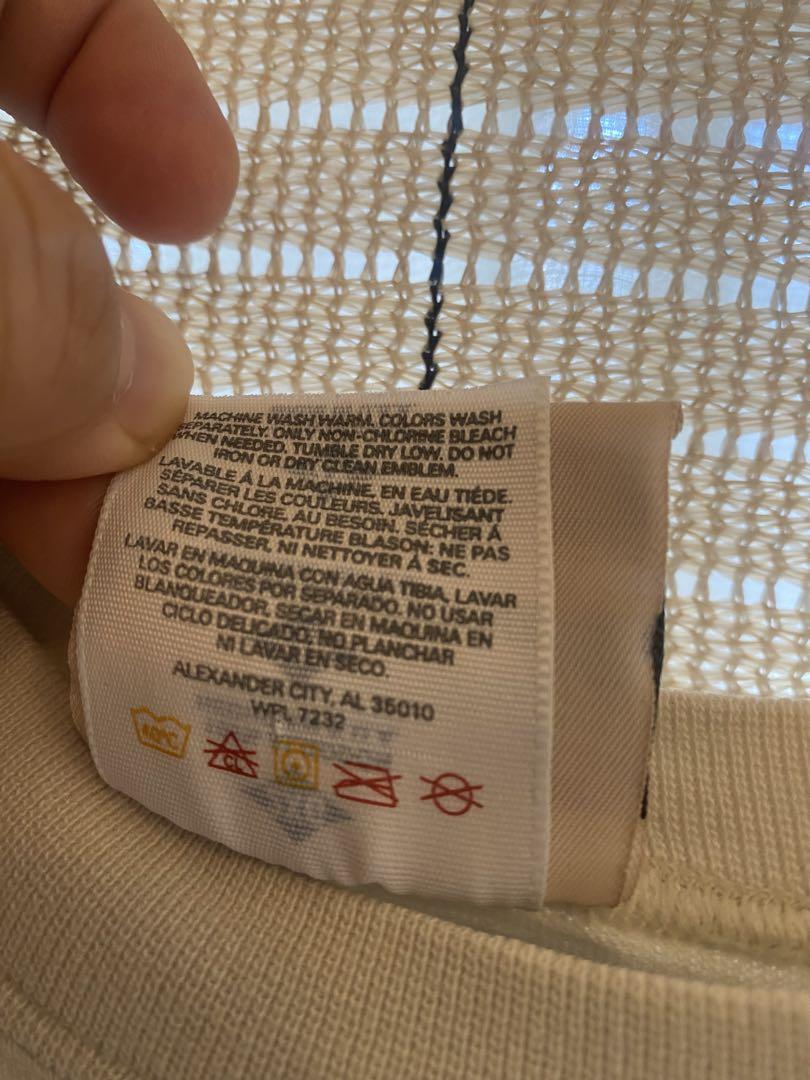 MACHINE WASH WARM. COLORS WASH
SEPARATELY. ONLY NON-CHLORINE BLEACH
WHEN NEEDED. TUMBLE DRY LOW. DO NOT
IRON OR DRY CLEAN EMBLEM.
LAVABLE À LA MACHINE, EN EAU TIÉDE.
SÉPARER LES COULEURS. JAVELISANT
SANS CHLORE, AU BESOIN. SÉCHER À
BASSE TEMPÉRATURE BLASON: NE PAS
REPASSER, NI NETTOYER À SEC.
LAVAR EN MAQUINA CON AGUA TIBIA, LAVAR
LOS COLORES POR SEPARADO. NO USAR
BLANQUEADOR. SECAR EN MAQUINA EN
CICLO DELICADO. NO PLANCHAR
NI LAVAR EN SECO.
ALEXANDER CITY, AL 35010
WPL 7232
40°C CL